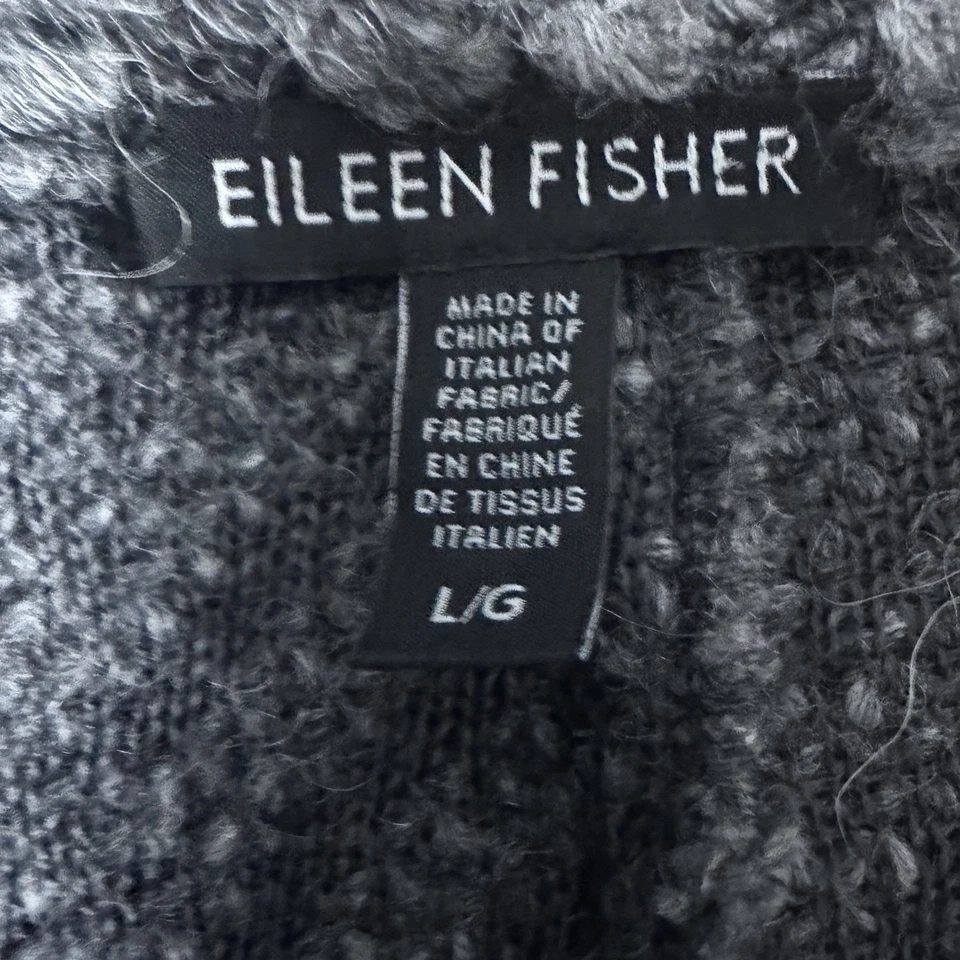 EILEEN FISHER
MADE IN
CHINA OF
ITALIAN
FABRIC/
FABRIQUÉ
EN CHINE
DE TISSUS
ITALIEN
L/G